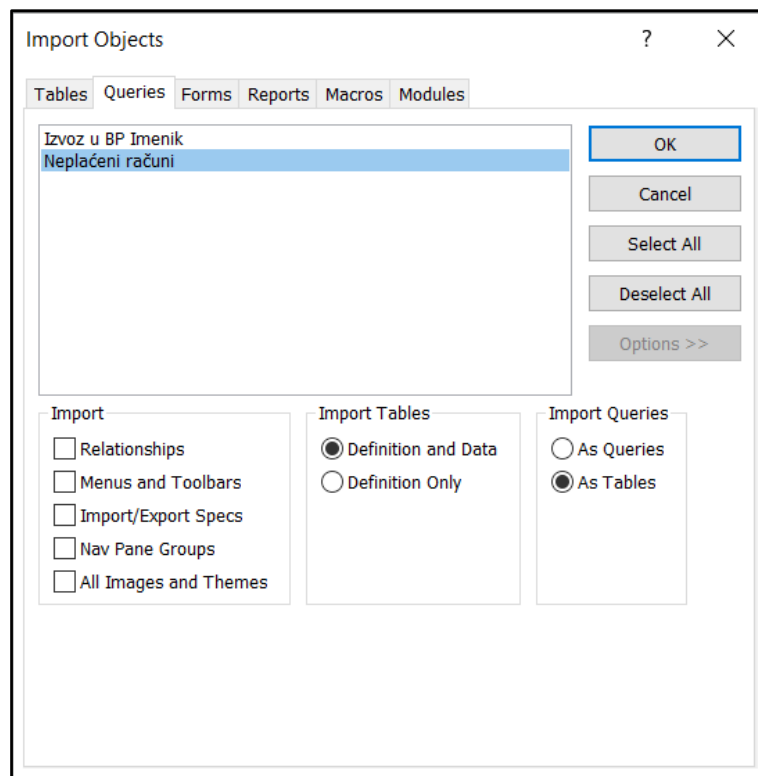 Import Objects
?
Tables Queries Forms Reports Macros Modules
Izvoz u BP Imenik
Neplaćeni računi
OK
Cancel
Select All
Deselect All
Options >>
Import
Relationships
Menus and Toolbars
Import/Export Specs
Nav Pane Groups
All Images and Themes
Import Tables
Definition and Data
Definition Only
Import Queries
As Queries
As Tables